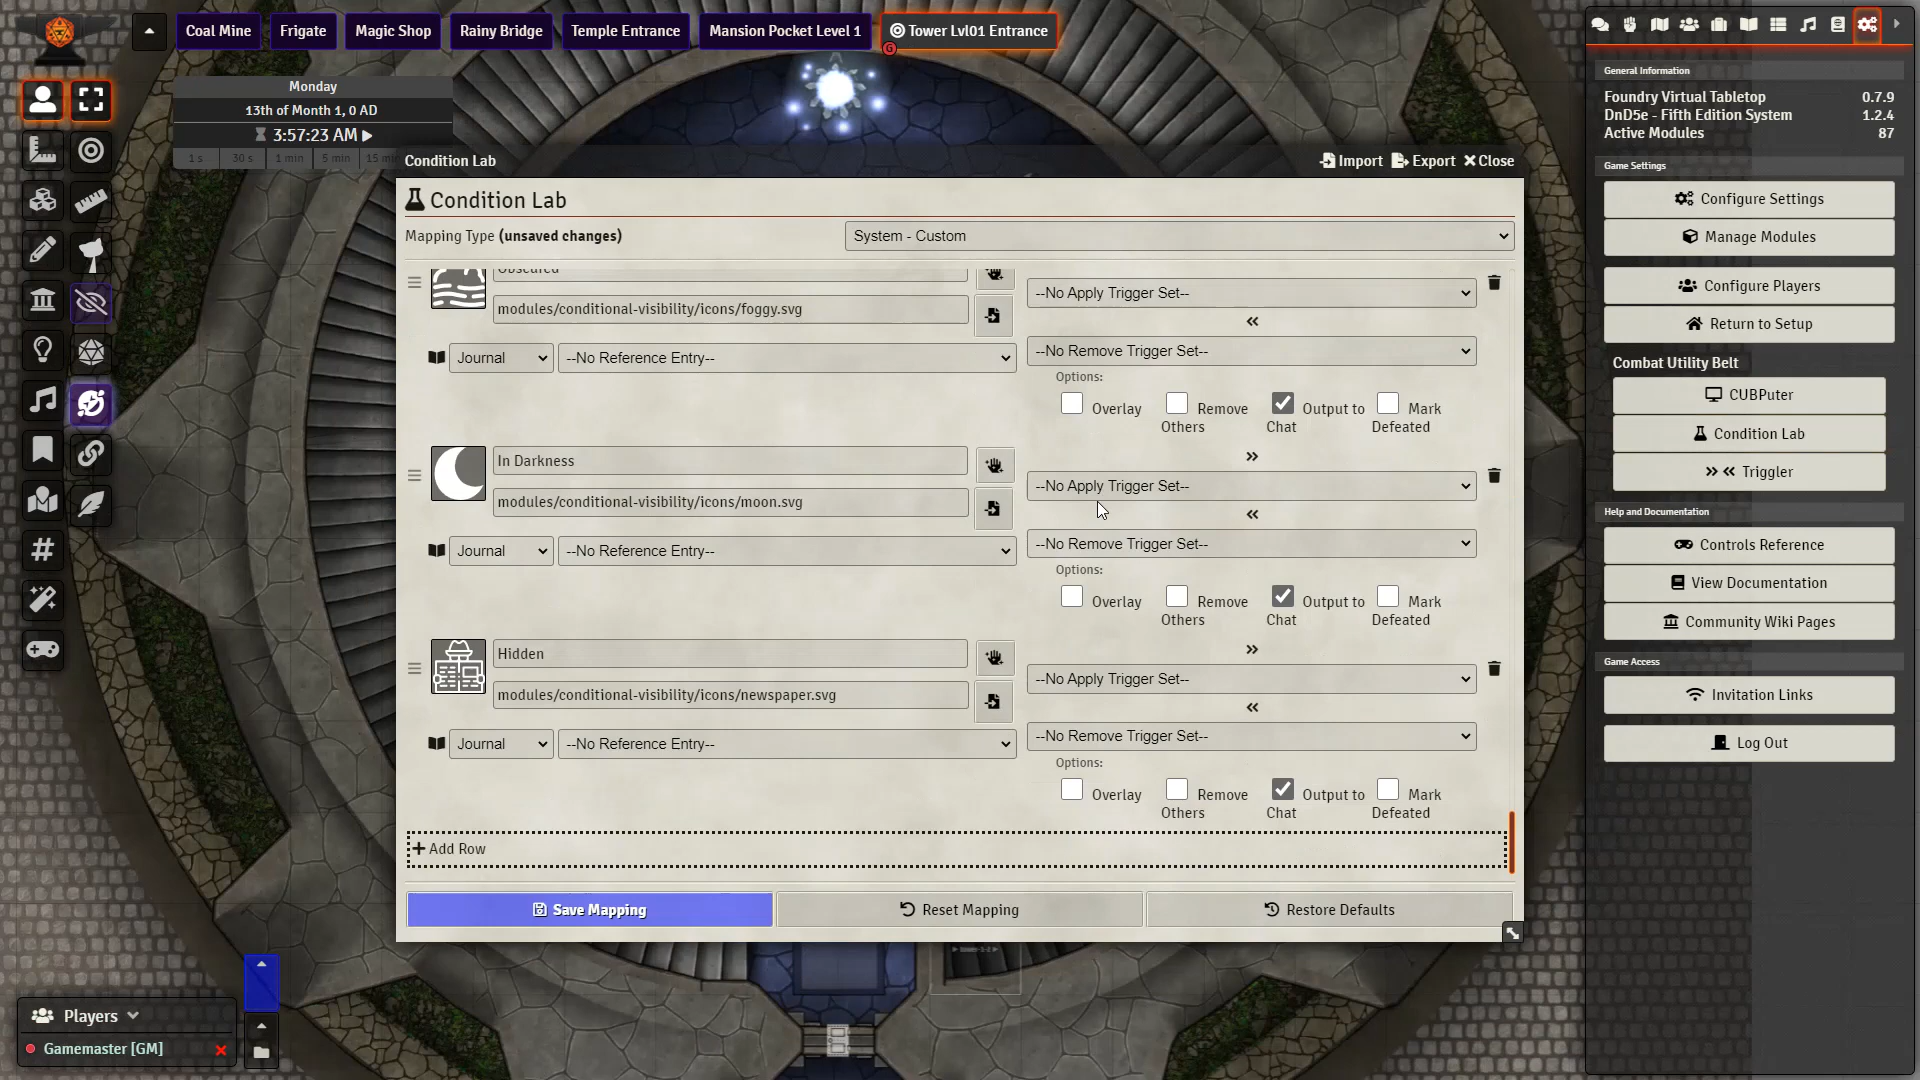 Coal Mine
Frigate
Magic Shop
Rainy Bridge
Temple Entrance
Mansion Pocket Level 1
Tower Lvl01 Entrance
G
Monday
13th of Month 1, 0 AD
3:57:23 AM
1 s
30 s
1 min
5 min
15 min
Condition Lab
Import
Export
Close
Condition Lab
Mapping Type (unsaved changes)
System - Custom
Obscured
modules/conditional-visibility/icons/foggy.svg
Journal
--No Reference Entry--
--No Apply Trigger Set--
--No Remove Trigger Set--
Options:
Overlay
Remove Others
Output to Chat
Mark Defeated
In Darkness
modules/conditional-visibility/icons/moon.svg
Journal
--No Reference Entry--
--No Apply Trigger Set--
--No Remove Trigger Set--
Options:
Overlay
Remove Others
Output to Chat
Mark Defeated
Hidden
modules/conditional-visibility/icons/newspaper.svg
Journal
--No Reference Entry--
--No Apply Trigger Set--
--No Remove Trigger Set--
Options:
Overlay
Remove Others
Output to Chat
Mark Defeated
Add Row
Save Mapping
Reset Mapping
Restore Defaults
Players
Gamemaster [GM]
General Information
Foundry Virtual Tabletop 0.7.9
DnD5e - Fifth Edition System 1.2.4
Active Modules 87
Game Settings
Configure Settings
Manage Modules
Configure Players
Return to Setup
Combat Utility Belt
CUBPuter
Condition Lab
Triggler
Help and Documentation
Controls Reference
View Documentation
Community Wiki Pages
Game Access
Invitation Links
Log Out